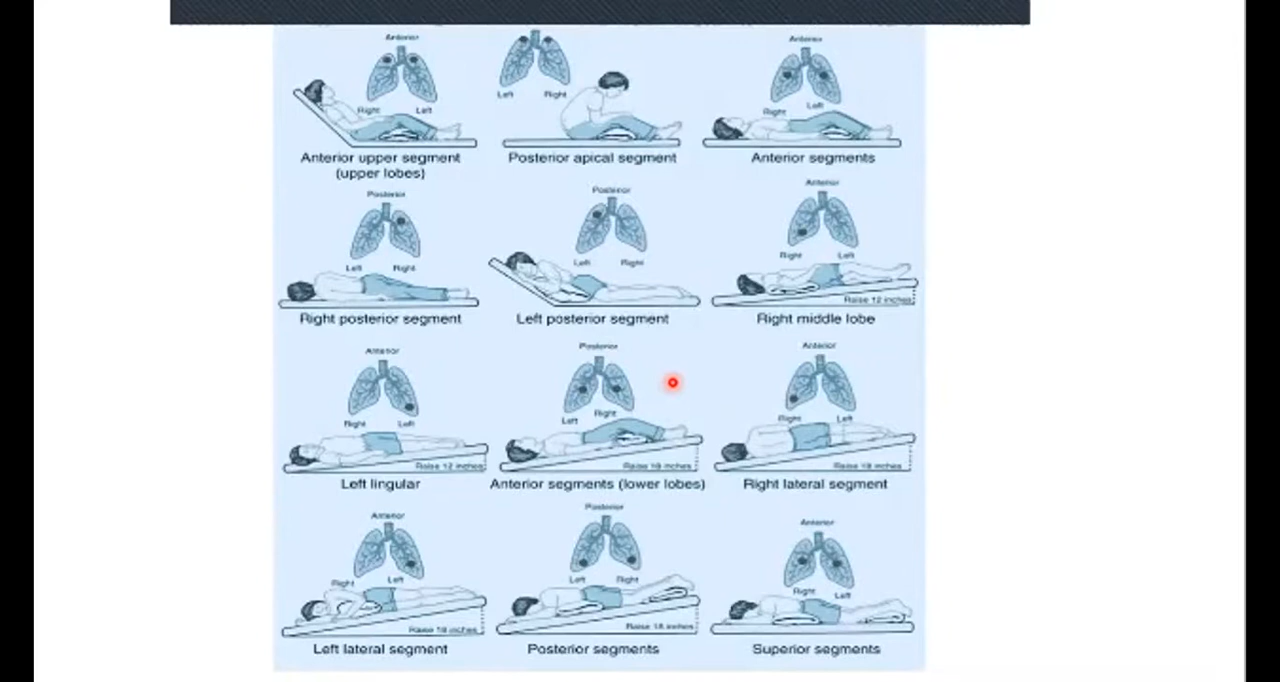 Anterior
Right Left
Anterior upper segment
(upper lobes)
Left Right
Posterior apical segment
Anterior
Right Left
Anterior segments
Posterior
Left Right
Right posterior segment
Posterior
Left Right
Left posterior segment
Anterior
Right Left
Raise 12 inches
Right middle lobe
Anterior
Right Left
Raise 12 inches
Left lingular
Posterior
Left Right
Raise 18 inches
Anterior segments (lower lobes)
Anterior
Right Left
Raise 18 inches
Right lateral segment
Anterior
Right Left
Raise 18 inches
Left lateral segment
Posterior
Left Right
Raise 18 inches
Posterior segments
Anterior
Right Left
Superior segments